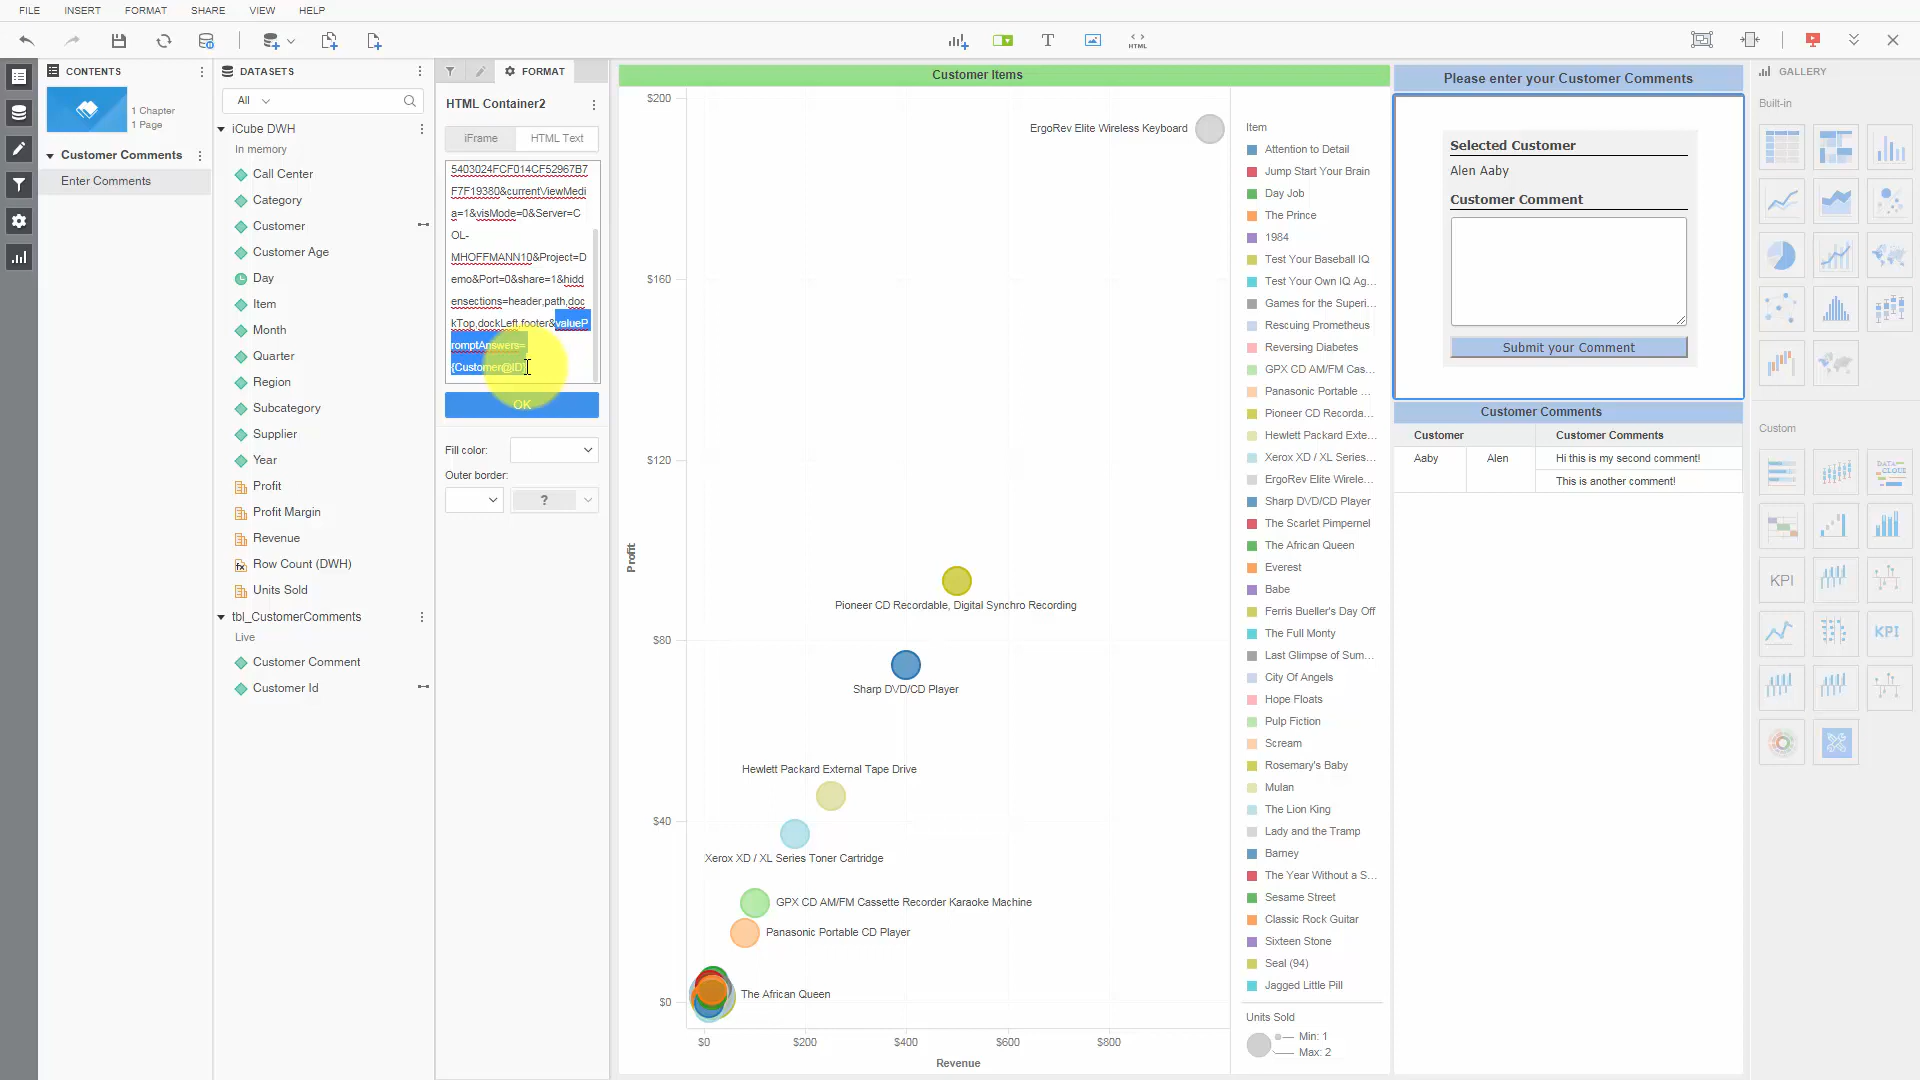 FILE
INSERT
FORMAT
SHARE
VIEW
HELP
HTML
CONTENTS
1 Chapter
1 Page
Customer Comments
Enter Comments
DATASETS
All
iCube DWH
In memory
Call Center
Category
Customer
Customer Age
Day
Item
Month
Quarter
Region
Subcategory
Supplier
Year
Profit
Profit Margin
Revenue
Row Count (DWH)
Units Sold
tbl_CustomerComments
Live
Customer Comment
Customer Id
FORMAT
HTML Container2
iFrame
HTML Text
5403024FCF014CF52967B7
F7F19380&currentViewMedi
a=1&visMode=0&Server=C
OL-
MHOFFMANN10&Project=D
emo&Port=0&share=1&hidd
ensections=header,path,doc
kTop,dockLeft,footer&valueP
romptAnswers=
{Customer@ID}
OK
Fill color:
Outer border:
?
Customer Items
$200
$160
$120
$80
$40
$0
Profit
ErgoRev Elite Wireless Keyboard
Pioneer CD Recordable, Digital Synchro Recording
Sharp DVD/CD Player
Hewlett Packard External Tape Drive
Xerox XD / XL Series Toner Cartridge
GPX CD AM/FM Cassette Recorder Karaoke Machine
Panasonic Portable CD Player
The African Queen
$0
$200
$400
$600
$800
Revenue
Item
Attention to Detail
Jump Start Your Brain
Day Job
The Prince
1984
Test Your Baseball IQ
Test Your Own IQ Ag...
Games for the Superi...
Rescuing Prometheus
Reversing Diabetes
GPX CD AM/FM Cas...
Panasonic Portable ...
Pioneer CD Recorda...
Hewlett Packard Exte...
Xerox XD / XL Series...
ErgoRev Elite Wirele...
Sharp DVD/CD Player
The Scarlet Pimpernel
The African Queen
Everest
Babe
Ferris Bueller's Day Off
The Full Monty
Last Glimpse of Sum...
City Of Angels
Hope Floats
Pulp Fiction
Scream
Rosemary's Baby
Mulan
The Lion King
Lady and the Tramp
Barney
The Year Without a S...
Sesame Street
Classic Rock Guitar
Sixteen Stone
Seal (94)
Jagged Little Pill
Units Sold
Min: 1
Max: 2
Please enter your Customer Comments
Selected Customer
Alen Aaby
Customer Comment
Submit your Comment
Customer Comments
Customer
Customer Comments
Aaby
Alen
Hi this is my second comment!
This is another comment!
GALLERY
Built-in
Custom
DATA
CLOUD
KPI
KPI